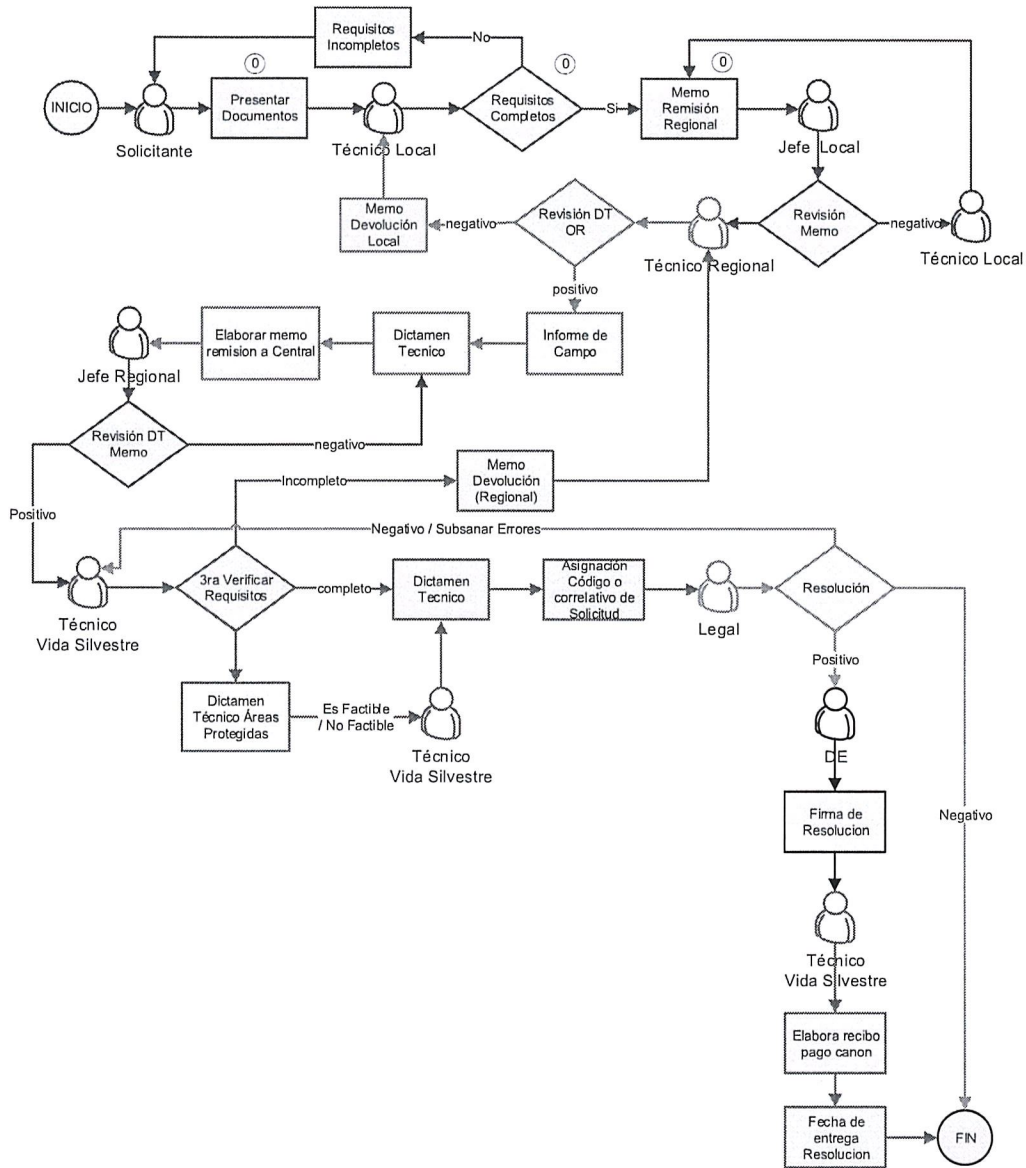 Requisitos
Incompletos
No
0
0
0
INICIO
Presentar
Documentos
Requisitos
Completos
Si
Memo
Remisión
Regional
Solicitante
Técnico Local
Jefe Local
Memo
Devolución
Local
negativo
Revisión DT
OR
Técnico Regional
Revisión
Memo
negativo
Técnico Local
positivo
Jefe Regional
Elaborar memo
remision a Central
Dictamen
Tecnico
Informe de
Campo
Revisión DT
Memo
negativo
Positivo
Incompleto
Memo
Devolución
(Regional)
Negativo / Subsanar Errores
Técnico
Vida Silvestre
3ra Verificar
Requisitos
completo
Dictamen
Tecnico
Asignación
Código o
correlativo de
Solicitud
Legal
Resolución
Positivo
Dictamen
Técnico Áreas
Protegidas
Es Factible
/ No Factible
Técnico
Vida Silvestre
DE
Firma de
Resolucion
Negativo
Técnico
Vida Silvestre
Elabora recibo
pago canon
Fecha de
entrega
Resolucion
FIN